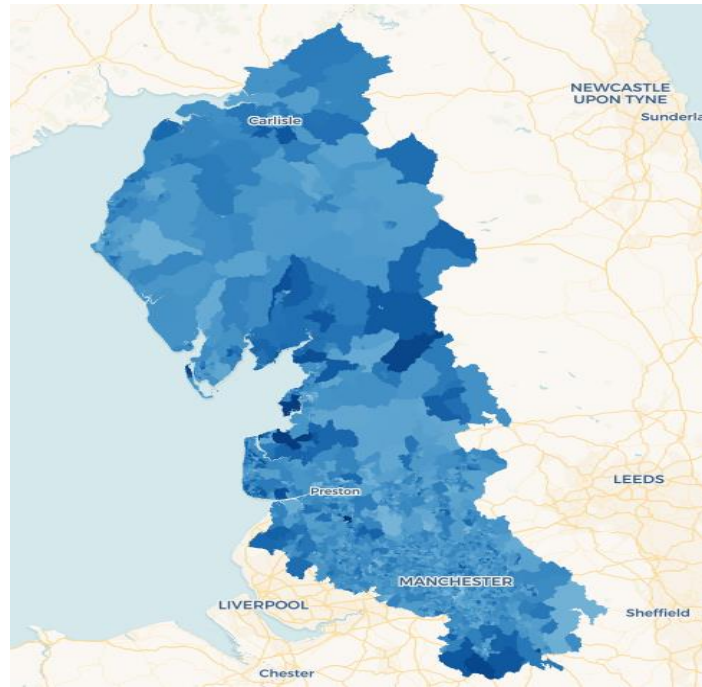 NEWCASTLE
UPON TYNE
Sunderla
Carlisle
LEEDS
Preston
MANCHESTER
LIVERPOOL
Sheffield
Chester